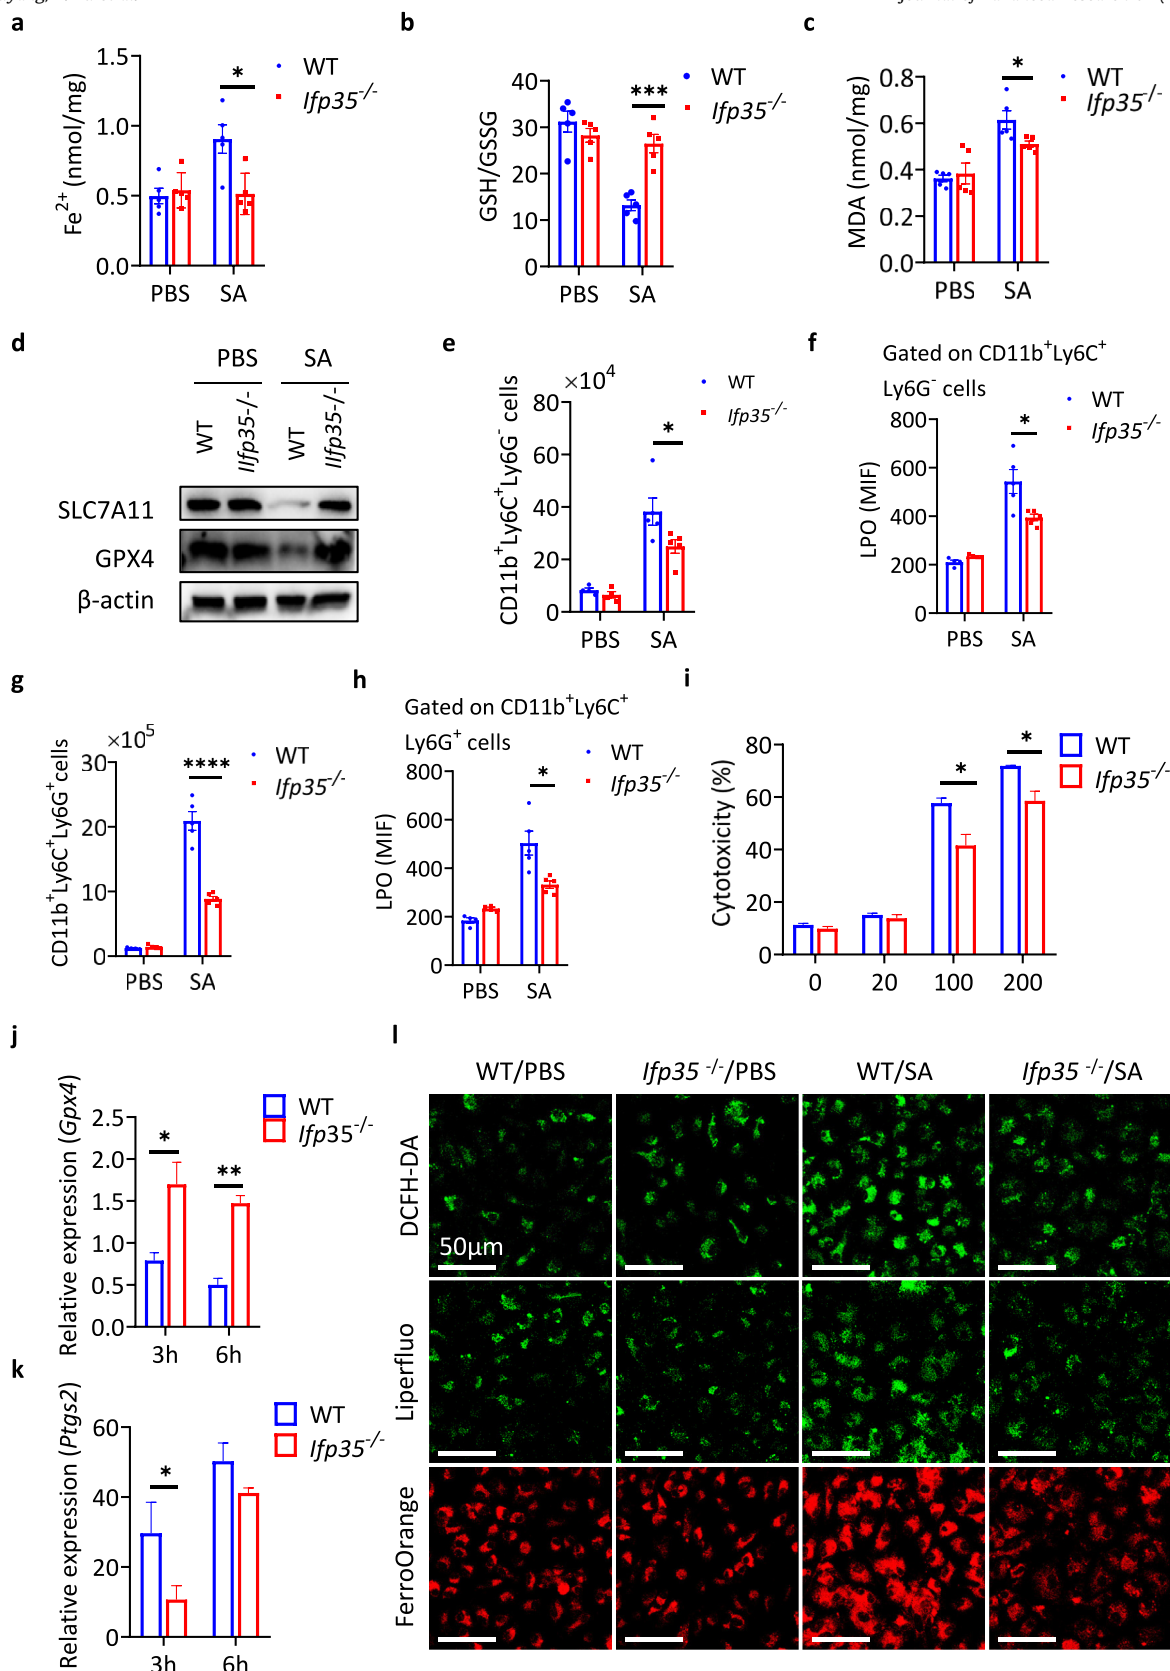 a
Fe2+ (nmol/mg)
1.5
1.0
0.5
0.0
*
WT
Ifp35-/-
PBS SA
b
GSH/GSSG
40
30
20
10
0
***
WT
Ifp35-/-
PBS SA
c
MDA (nmol/mg)
0.8
0.6
0.4
0.2
0.0
*
WT
Ifp35-/-
PBS SA
d
PBS SA
WT Ifp35-/- WT Ifp35-/-
SLC7A11
GPX4
β-actin
e
×104
CD11b+Ly6C+Ly6G- cells
80
60
40
20
0
*
WT
Ifp35-/-
PBS SA
f
Gated on CD11b+Ly6C+
Ly6G- cells
LPO (MIF)
800
600
400
200
0
*
WT
Ifp35-/-
PBS SA
g
×105
CD11b+Ly6C+Ly6G+cells
30
20
10
0
****
WT
Ifp35-/-
PBS SA
h
Gated on CD11b+Ly6C+
Ly6G+ cells
LPO (MIF)
800
600
400
200
0
*
WT
Ifp35-/-
PBS SA
i
Cytotoxicity (%)
80
60
40
20
0
*
*
WT
Ifp35-/-
0 20 100 200
j
Relative expression (Gpx4)
2.5
2.0
1.5
1.0
0.5
0.0
*
**
WT
Ifp35-/-
3h 6h
k
Relative expression (Ptgs2)
60
40
20
0
*
WT
Ifp35-/-
3h 6h
l
WT/PBS Ifp35 -/-/PBS WT/SA Ifp35 -/-/SA
DCFH-DA
50μm
Liperfluo
FerroOrange